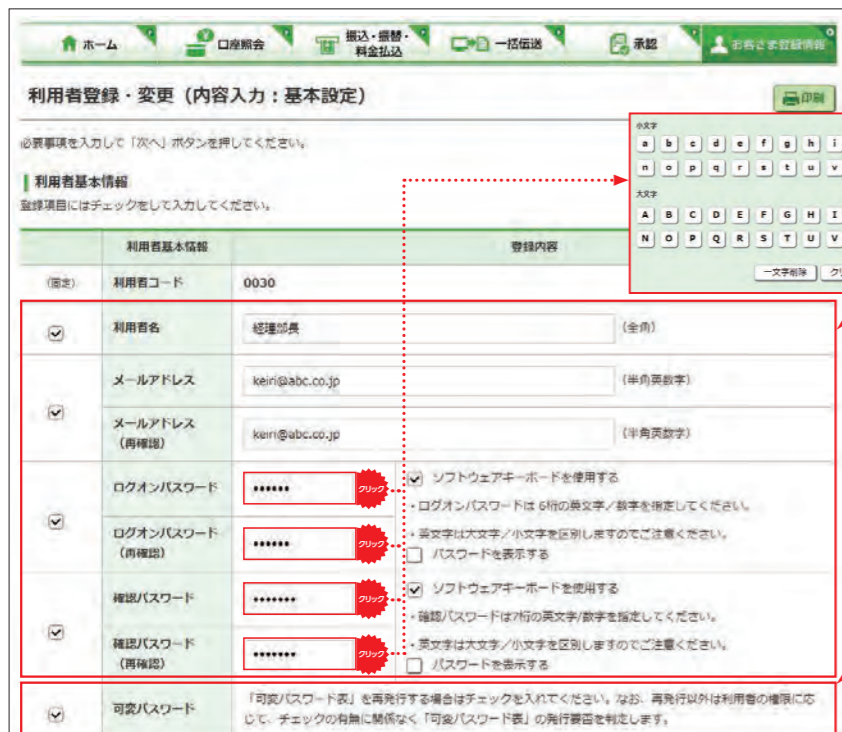 ホーム
口座照会
振込・振替・
料金払込
一括伝送
承認
お客さま登録情報
利用者登録・変更（内容入力：基本設定）
印刷
必要事項を入力して「次へ」ボタンを押してください。
小文字
a b c d e f g h i
n o p q r s t u v
大文字
A B C D E F G H I
N O P Q R S T U V
一文字削除 クリ
利用者基本情報
登録項目にはチェックをして入力してください。
利用者基本情報 登録内容
(固定) 利用者コード 0030
利用者名 経理部長 (全角)
メールアドレス keiri@abc.co.jp (半角英数字)
メールアドレス
(再確認) keiri@abc.co.jp (半角英数字)
ログオンパスワード •••••• クリック
ソフトウェアキーボードを使用する
・ログオンパスワードは 6桁の英文字／数字を指定してください。
ログオンパスワード
(再確認) •••••• クリック
・英文字は大文字／小文字を区別しますのでご注意ください。
パスワードを表示する
確認パスワード ••••••• クリック
ソフトウェアキーボードを使用する
・確認パスワードは7桁の英文字/数字を指定してください。
確認パスワード
(再確認) ••••••• クリック
・英文字は大文字／小文字を区別しますのでご注意ください。
パスワードを表示する
可変パスワード
「可変パスワード表」を再発行する場合はチェックを入れてください。なお、再発行以外は利用者の権限に応
じて、チェックの有無に関係なく「可変パスワード表」の発行要否を判定します。